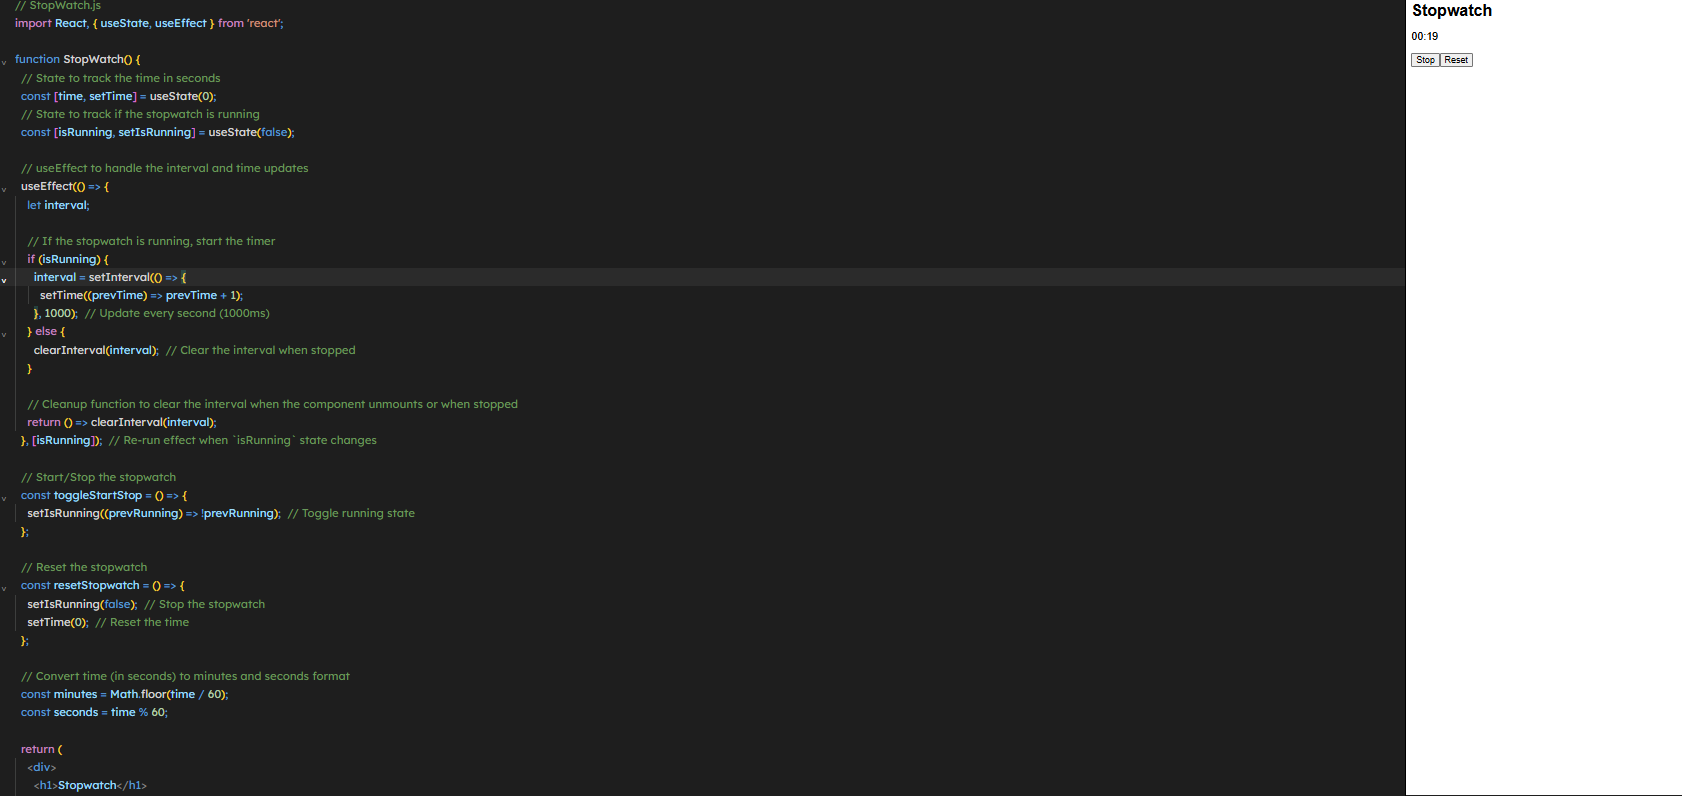 // StopWatch.js
import React, { useState, useEffect } from 'react';
function StopWatch() {
// State to track the time in seconds
const [time, setTime] = useState(0);
// State to track if the stopwatch is running
const [isRunning, setIsRunning] = useState(false);
// useEffect to handle the interval and time updates
useEffect(() => {
let interval;
// If the stopwatch is running, start the timer
if (isRunning) {
interval = setInterval(() => {
setTime((prevTime) => prevTime + 1);
}, 1000);  // Update every second (1000ms)
} else {
clearInterval(interval);  // Clear the interval when stopped
}
// Cleanup function to clear the interval when the component unmounts or when stopped
return () => clearInterval(interval);
}, [isRunning]);  // Re-run effect when `isRunning` state changes
// Start/Stop the stopwatch
const toggleStartStop = () => {
setIsRunning((prevRunning) => !prevRunning);  // Toggle running state
};
// Reset the stopwatch
const resetStopwatch = () => {
setIsRunning(false);  // Stop the stopwatch
setTime(0);  // Reset the time
};
// Convert time (in seconds) to minutes and seconds format
const minutes = Math.floor(time / 60);
const seconds = time % 60;
return (
<div>
<h1>Stopwatch</h1>
Stopwatch
00:19
Stop Reset